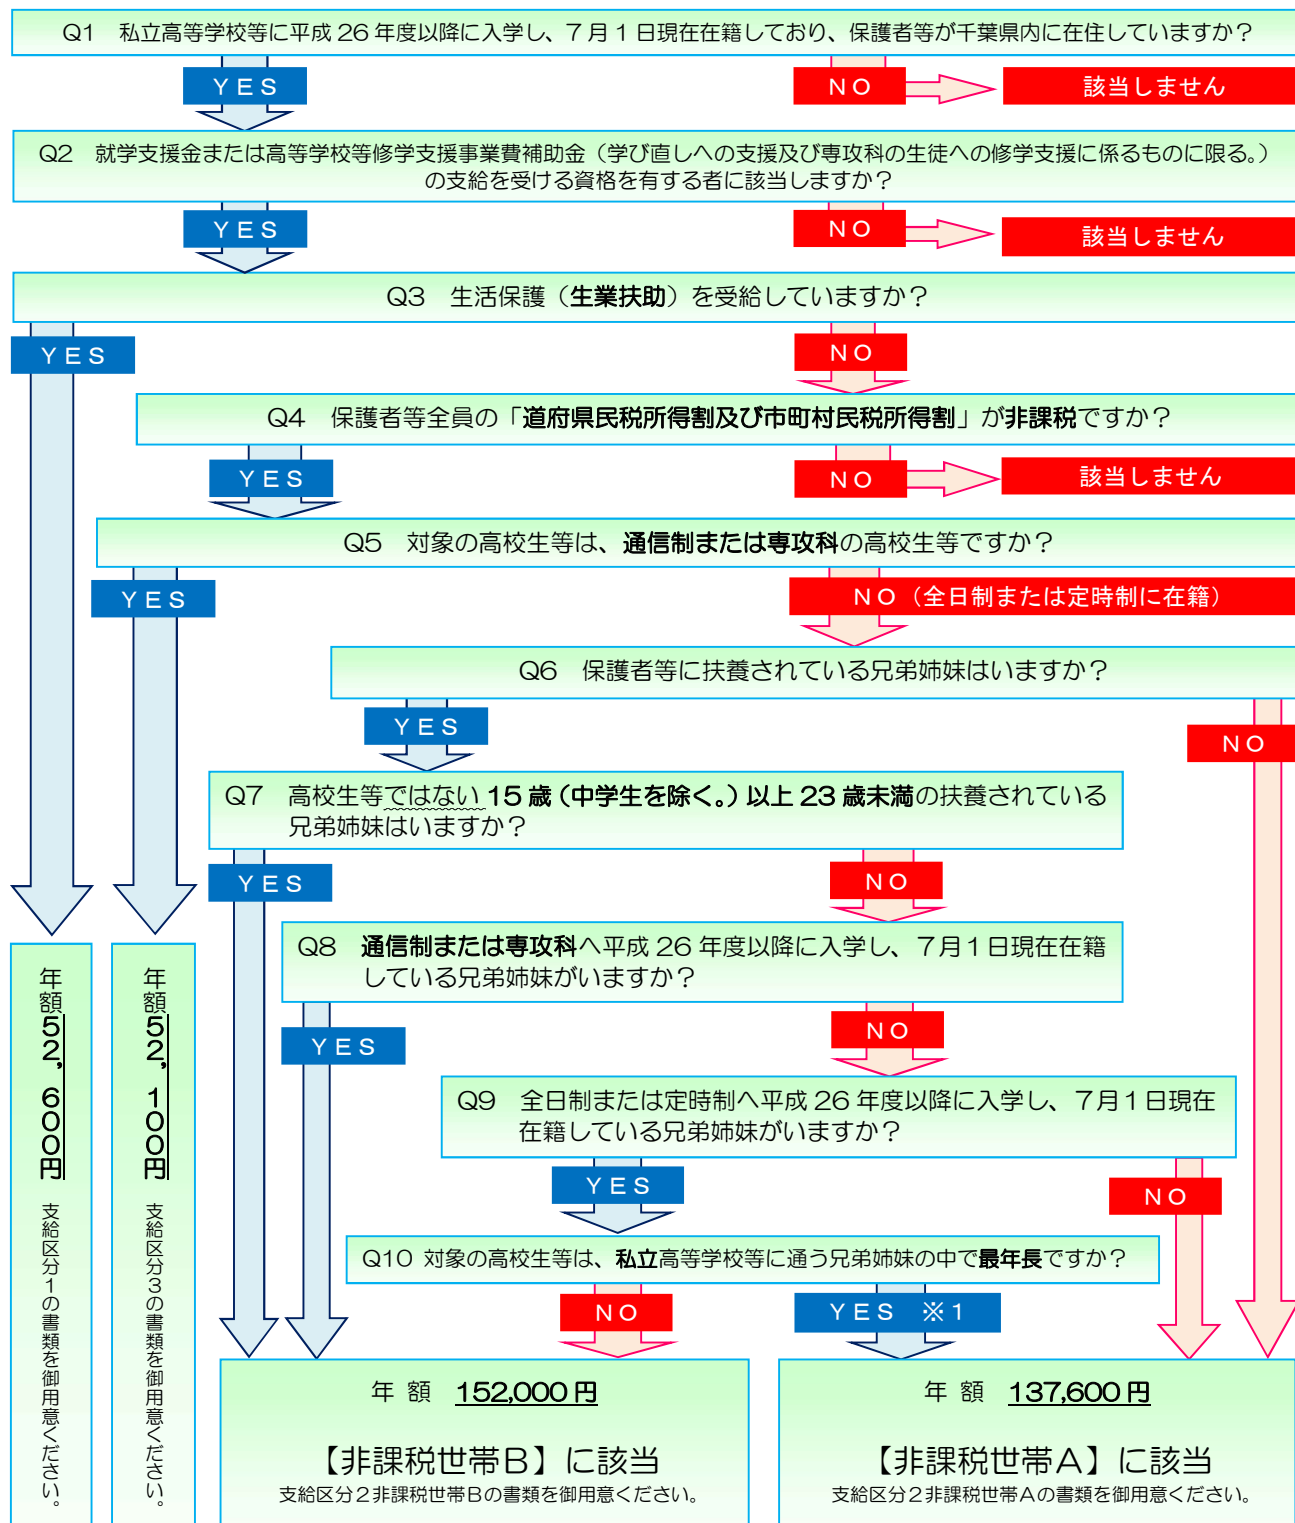 Q1　私立高等学校等に平成26年度以降に入学し、7月1日現在在籍しており、保護者等が千葉県内に在住していますか？
ＹＥＳ
ＮＯ
該当しません
Q2　就学支援金または高等学校等修学支援事業費補助金（学び直しへの支援及び専攻科の生徒への修学支援に係るものに限る。）
の支給を受ける資格を有する者に該当しますか？
ＹＥＳ
ＮＯ
該当しません
Q3　生活保護（生業扶助）を受給していますか？
ＹＥＳ
ＮＯ
Q4　保護者等全員の「道府県民税所得割及び市町村民税所得割」が非課税ですか？
ＹＥＳ
ＮＯ
該当しません
Q5　対象の高校生等は、通信制または専攻科の高校生等ですか？
ＹＥＳ
ＮＯ（全日制または定時制に在籍）
Q6　保護者等に扶養されている兄弟姉妹はいますか？
ＹＥＳ
ＮＯ
Q7　高校生等ではない15歳（中学生を除く。）以上23歳未満の扶養されている
兄弟姉妹はいますか？
ＹＥＳ
ＮＯ
Q8　通信制または専攻科へ平成26年度以降に入学し、7月1日現在在籍
している兄弟姉妹がいますか？
ＹＥＳ
ＮＯ
Q9　全日制または定時制へ平成26年度以降に入学し、7月1日現在
在籍している兄弟姉妹がいますか？
ＹＥＳ
ＮＯ
Q10 対象の高校生等は、私立高等学校等に通う兄弟姉妹の中で最年長ですか？
ＮＯ
ＹＥＳ　※1
年額52,600円　支給区分1の書類を御用意ください。
年額52,100円　支給区分3の書類を御用意ください。
年 額　152,000円
【非課税世帯B】に該当
支給区分2非課税世帯Bの書類を御用意ください。
年 額　137,600円
【非課税世帯A】に該当
支給区分2非課税世帯Aの書類を御用意ください。